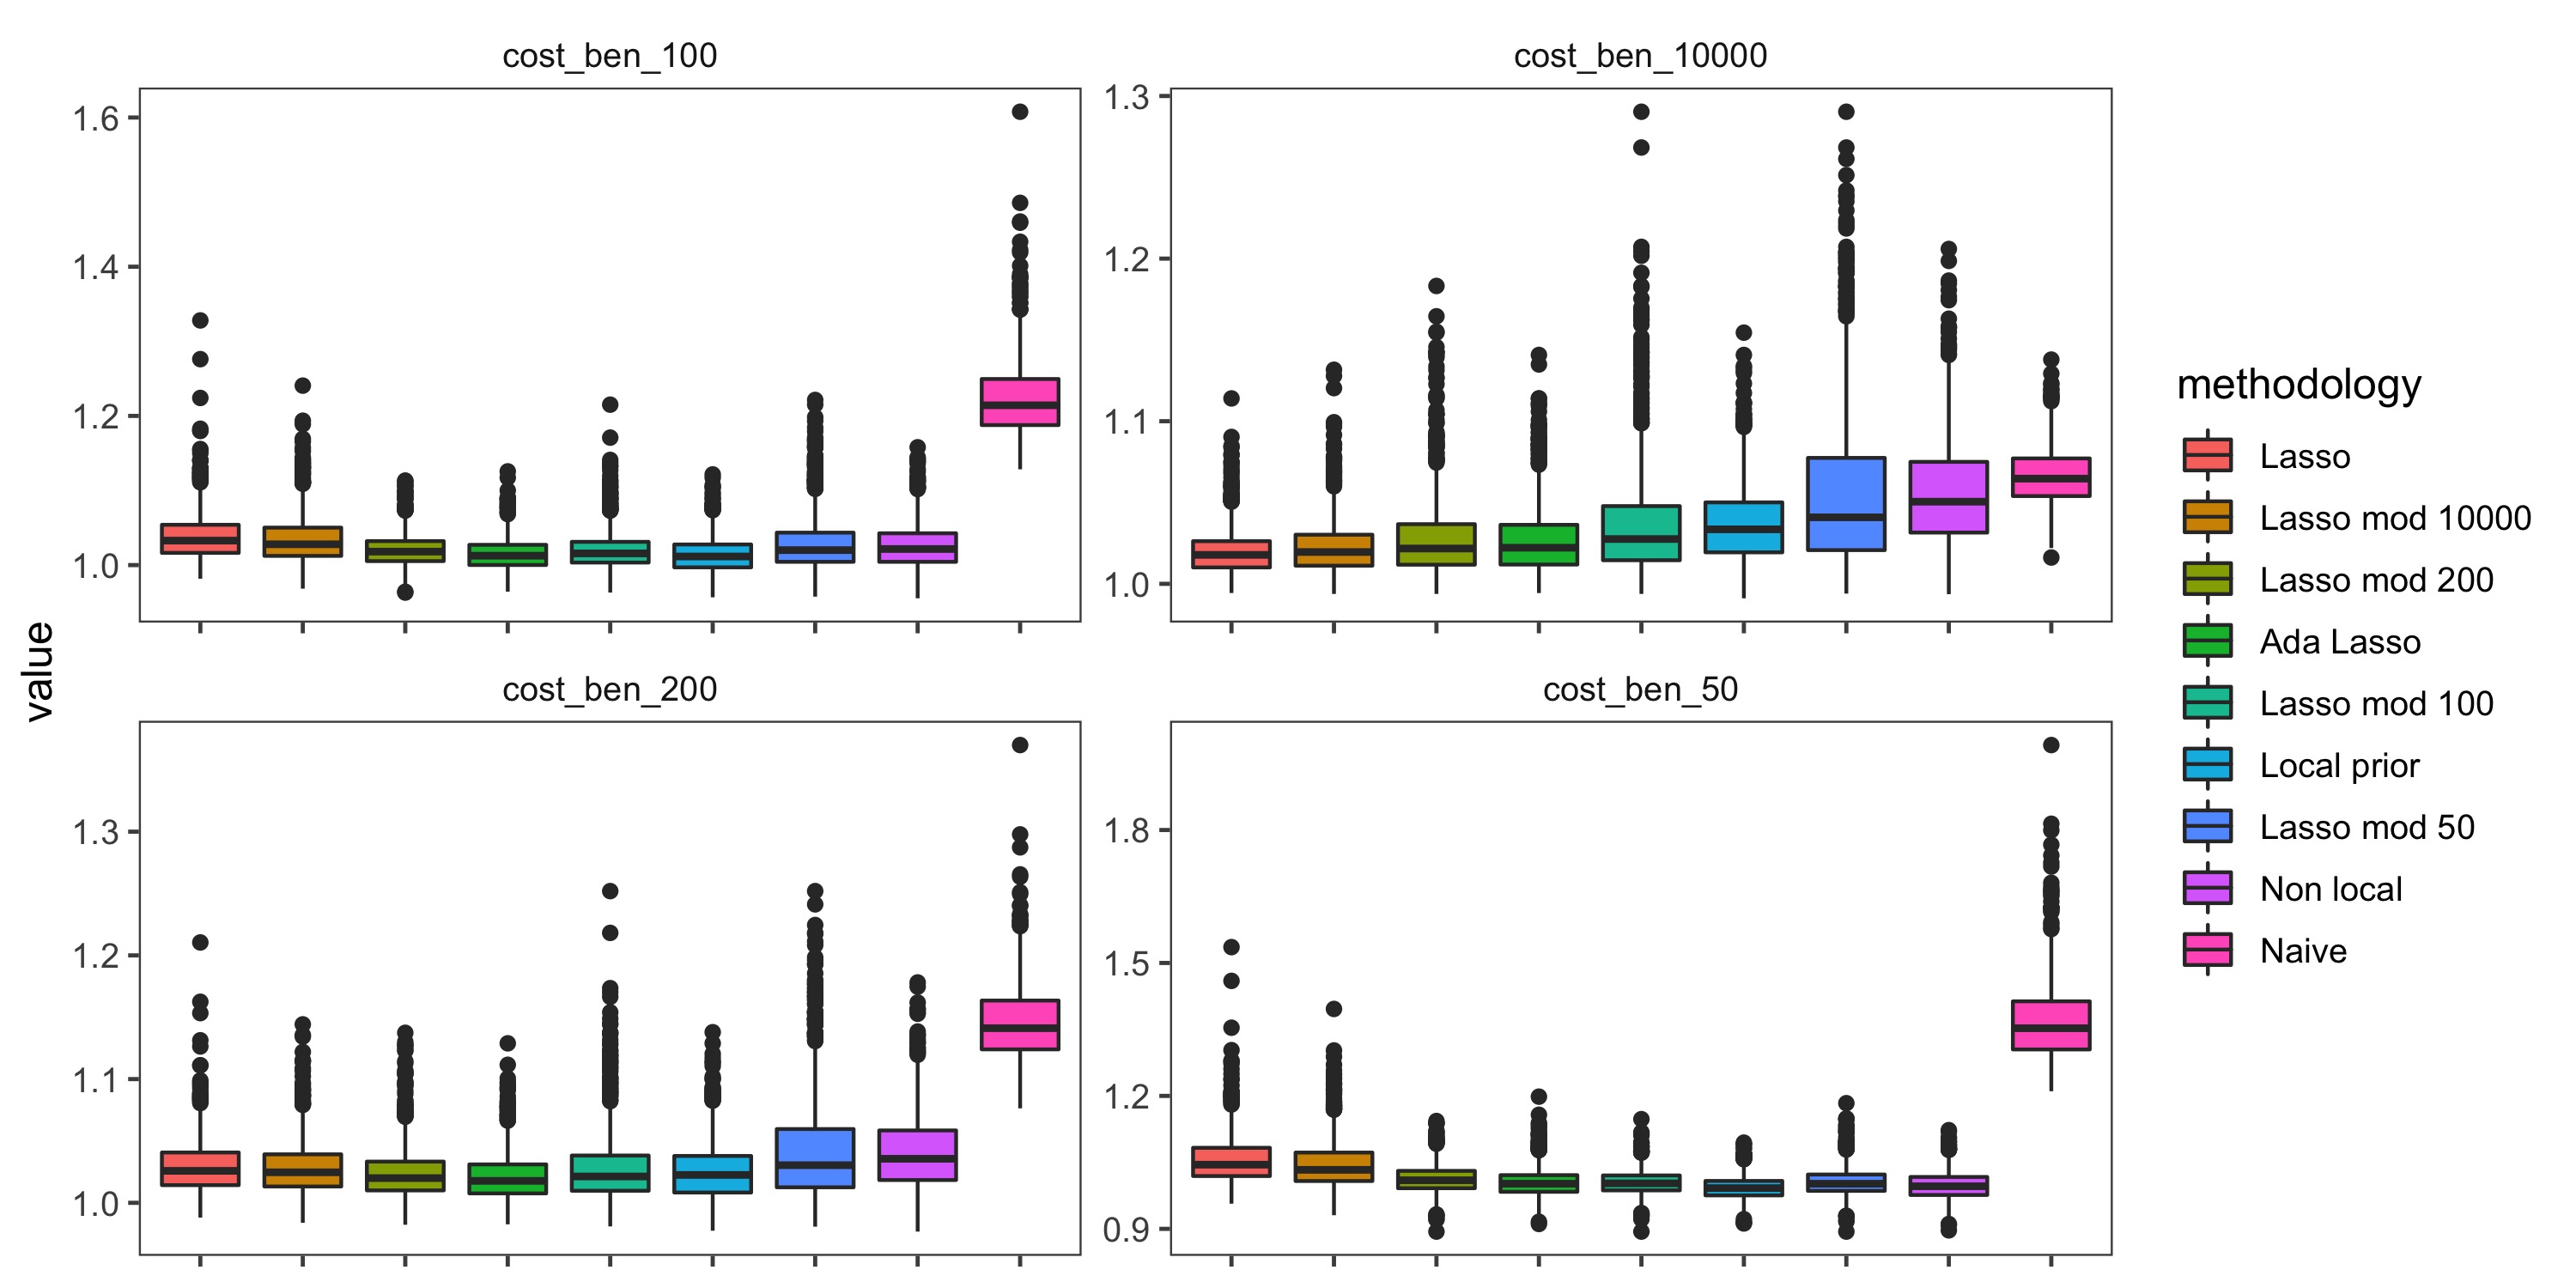 cost_ben_100
1.6
1.4
1.2
1.0
cost_ben_10000
1.3
1.2
1.1
1.0
value
cost_ben_200
1.3
1.2
1.1
1.0
cost_ben_50
1.8
1.5
1.2
0.9
methodology
Lasso
Lasso mod 10000
Lasso mod 200
Ada Lasso
Lasso mod 100
Local prior
Lasso mod 50
Non local
Naive